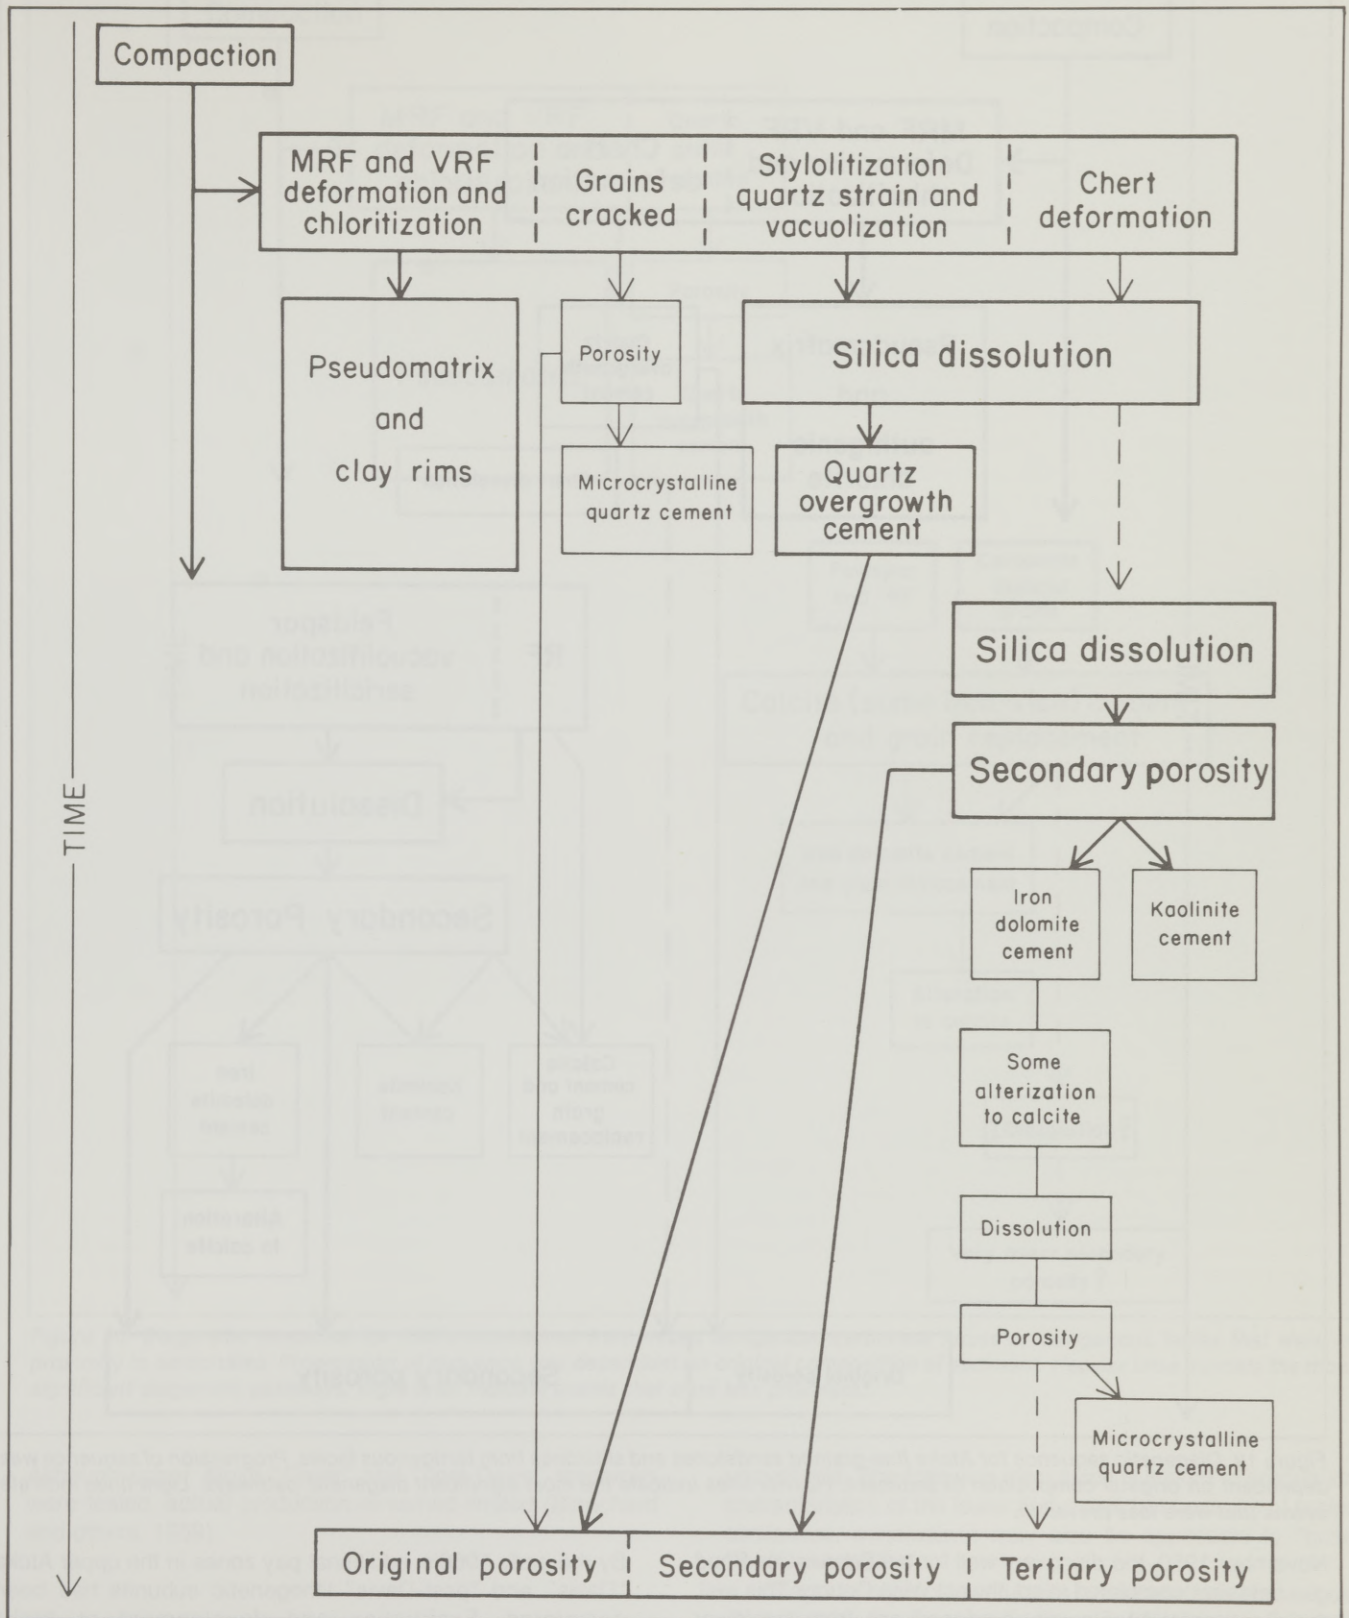 Compaction
MRF and VRF
deformation and
chloritization
Grains
cracked
Stylolitization
quartz strain and
vacuolization
Chert
deformation
Pseudomatrix
and
clay rims
Porosity
Silica dissolution
Microcrystalline
quartz cement
Quartz
overgrowth
cement
Silica dissolution
Secondary porosity
TIME
Iron
dolomite
cement
Kaolinite
cement
Some
alterization
to calcite
Dissolution
Porosity
Microcrystalline
quartz cement
Original porosity
Secondary porosity
Tertiary porosity